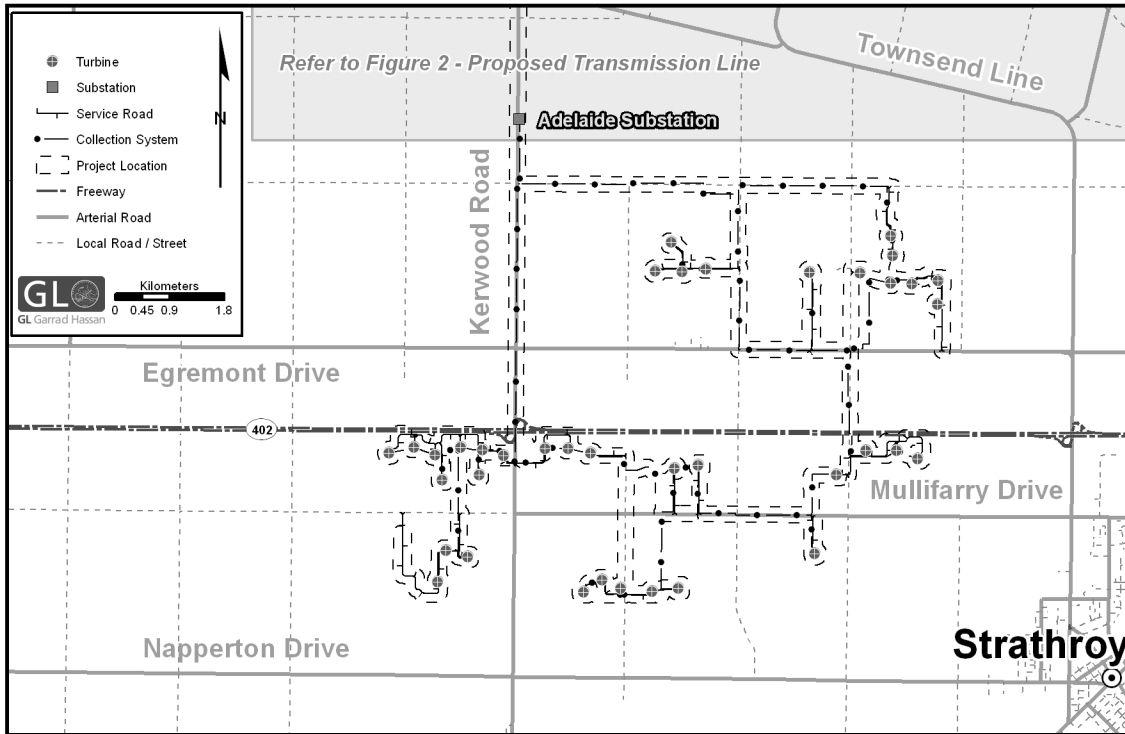 Turbine
Substation
Service Road
Collection System
Project Location
Freeway
Arterial Road
Local Road / Street
N
GL
GL Garrad Hassan
Kilometers
0 0.45 0.9 1.8
Refer to Figure 2 - Proposed Transmission Line
Townsend Line
Adelaide Substation
Kerwood Road
Egremont Drive
402
Mullifarry Drive
Napperton Drive
Strathroy